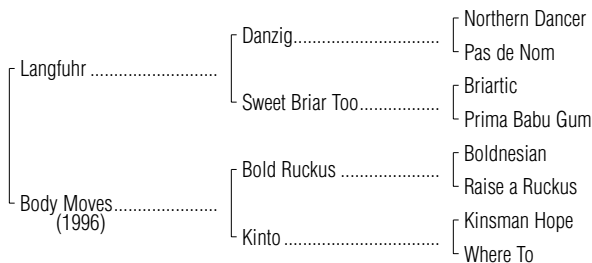 Northern Dancer
Danzig..................................
Pas de Nom
Langfuhr ..............................
Briartic
Sweet Briar Too...................
Prima Babu Gum
Boldnesian
Bold Ruckus .......................
Raise a Ruckus
Body Moves........................
(1996)
Kinsman Hope
Kinto ....................................
Where To